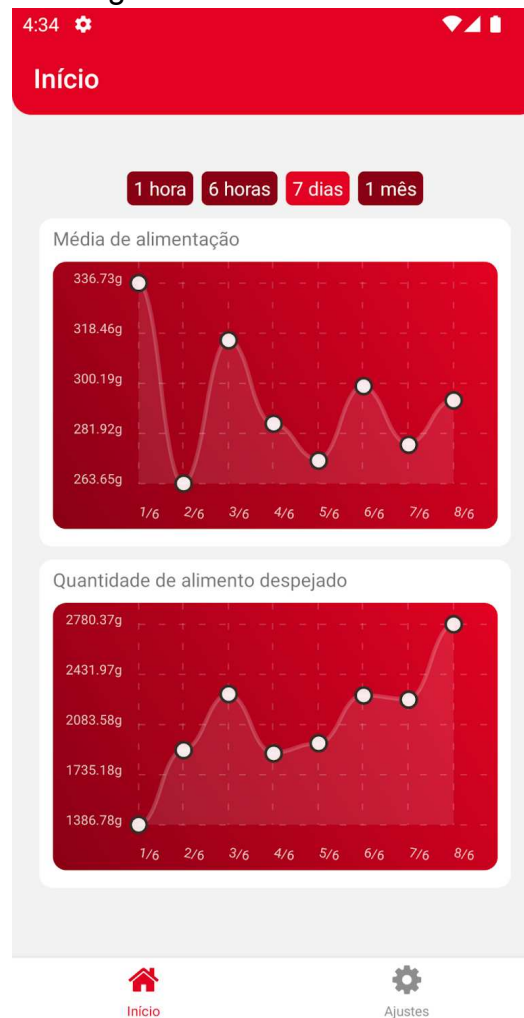 4:34
Início
1 hora 6 horas 7 dias 1 mês
Média de alimentação
336.73g
318.46g
300.19g
281.92g
263.65g
1/6 2/6 3/6 4/6 5/6 6/6 7/6 8/6
Quantidade de alimento despejado
2780.37g
2431.97g
2083.58g
1735.18g
1386.78g
1/6 2/6 3/6 4/6 5/6 6/6 7/6 8/6
Início Ajustes